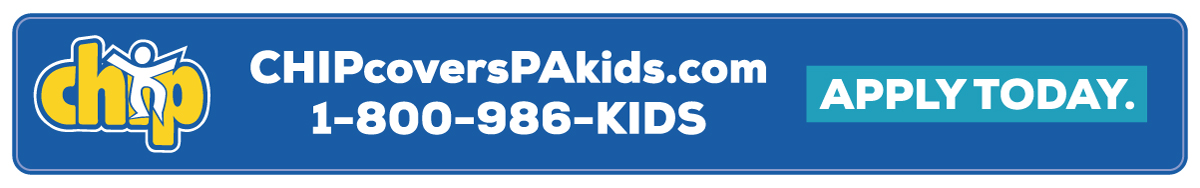 chip
CHIPcoversPAkids.com
1-800-986-KIDS
APPLY TODAY.